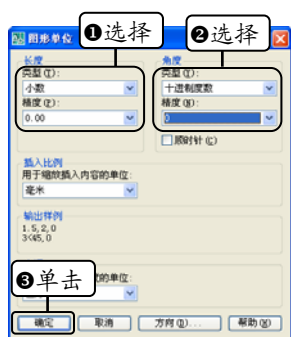 图形单位
❶选择
❷选择
长度
类型(T):
小数
精度(P):
0.00
角度
类型(Y):
十进制度数
精度(N):
0
顺时针(C)
插入比例
用于缩放插入内容的单位:
毫米
输出样例
1.5,2,0
3<45,0
❸单击
的单位:
确定
取消
方向(D)...
帮助(H)